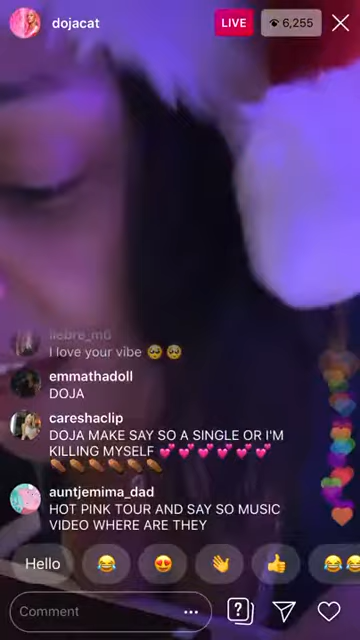 dojacat
LIVE
6,255
liebre_md
I love your vibe 🥺🥺
emmathadoll
DOJA
careshaclip
DOJA MAKE SAY SO A SINGLE OR I'M
KILLING MYSELF 💕💕💕💕💕💕
⚰️⚰️⚰️⚰️⚰️⚰️
auntjemima_dad
HOT PINK TOUR AND SAY SO MUSIC
VIDEO WHERE ARE THEY
Hello 😂 😍 👋 👍 😂😂
Comment